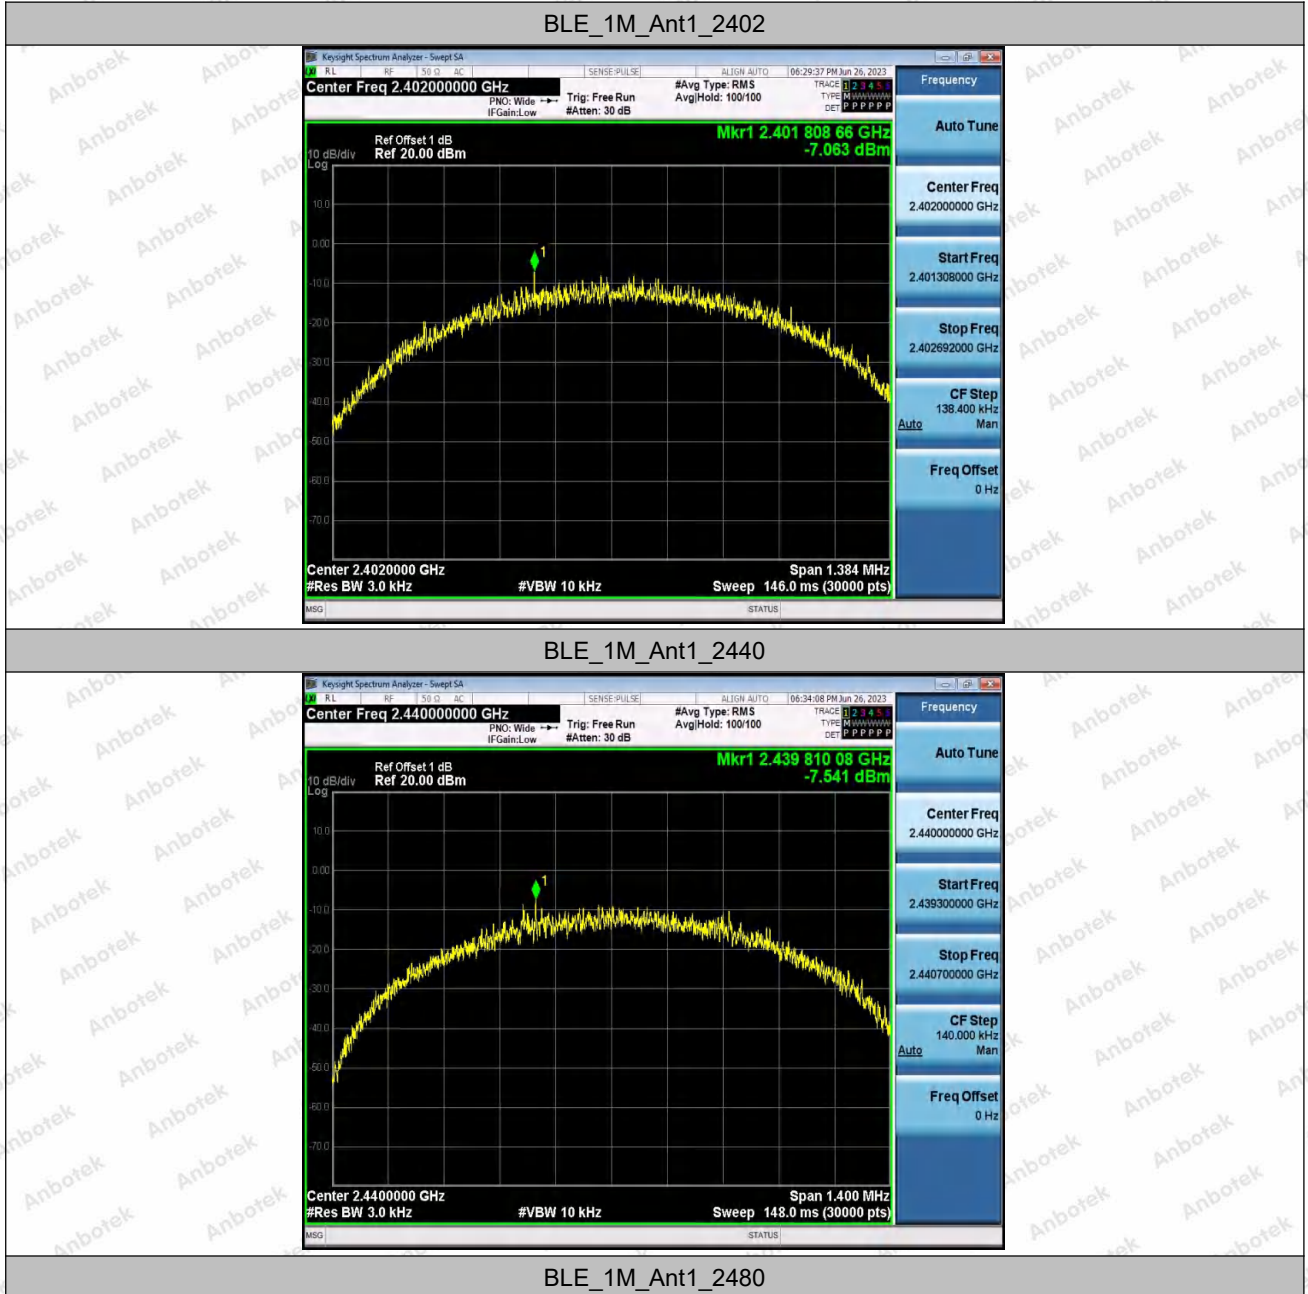 BLE_1M_Ant1_2402
Keysight Spectrum Analyzer - Swept SA
RL RF 50 Ω AC SENSE:PULSE ALIGN AUTO 06:29:37 PM Jun 26, 2023
Center Freq 2.402000000 GHz
PNO: Wide
IFGain:Low
Trig: Free Run
#Atten: 30 dB
#Avg Type: RMS
Avg|Hold: 100/100
TRACE 1 2 3 4 5 6
TYPE M W W W W W
DET P P P P P P
Frequency
Auto Tune
Center Freq
2.402000000 GHz
Start Freq
2.401308000 GHz
Stop Freq
2.402692000 GHz
CF Step
138.400 kHz
Auto Man
Freq Offset
0 Hz
Mkr1 2.401 808 66 GHz
-7.063 dBm
Ref Offset 1 dB
10 dB/div Ref 20.00 dBm
Log
10.0
0.00
-10.0
-20.0
-30.0
-40.0
-50.0
-60.0
-70.0
1
Center 2.4020000 GHz Span 1.384 MHz
#Res BW 3.0 kHz #VBW 10 kHz Sweep 146.0 ms (30000 pts)
MSG STATUS
BLE_1M_Ant1_2440
Keysight Spectrum Analyzer - Swept SA
RL RF 50 Ω AC SENSE:PULSE ALIGN AUTO 06:34:08 PM Jun 26, 2023
Center Freq 2.440000000 GHz
PNO: Wide
IFGain:Low
Trig: Free Run
#Atten: 30 dB
#Avg Type: RMS
Avg|Hold: 100/100
TRACE 1 2 3 4 5 6
TYPE M W W W W W
DET P P P P P P
Frequency
Auto Tune
Center Freq
2.440000000 GHz
Start Freq
2.439300000 GHz
Stop Freq
2.440700000 GHz
CF Step
140.000 kHz
Auto Man
Freq Offset
0 Hz
Mkr1 2.439 810 08 GHz
-7.541 dBm
Ref Offset 1 dB
10 dB/div Ref 20.00 dBm
Log
10.0
0.00
-10.0
-20.0
-30.0
-40.0
-50.0
-60.0
-70.0
1
Center 2.4400000 GHz Span 1.400 MHz
#Res BW 3.0 kHz #VBW 10 kHz Sweep 148.0 ms (30000 pts)
MSG STATUS
BLE_1M_Ant1_2480
Anbotek